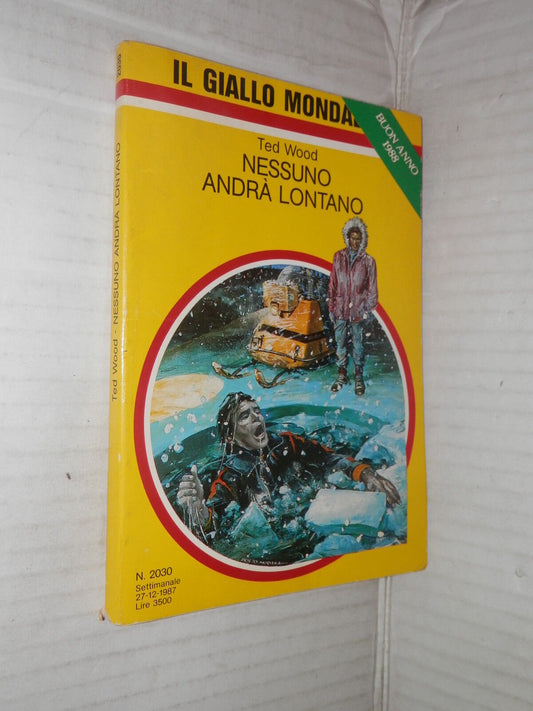 IL GIALLO MONDA
BUON ANNO
1988
Ted Wood
NESSUNO
ANDRÀ LONTANO
Ted Wood - NESSUNO ANDRÀ LONTANO
N. 2030
Settimanale
27-12-1987
Lire 3500